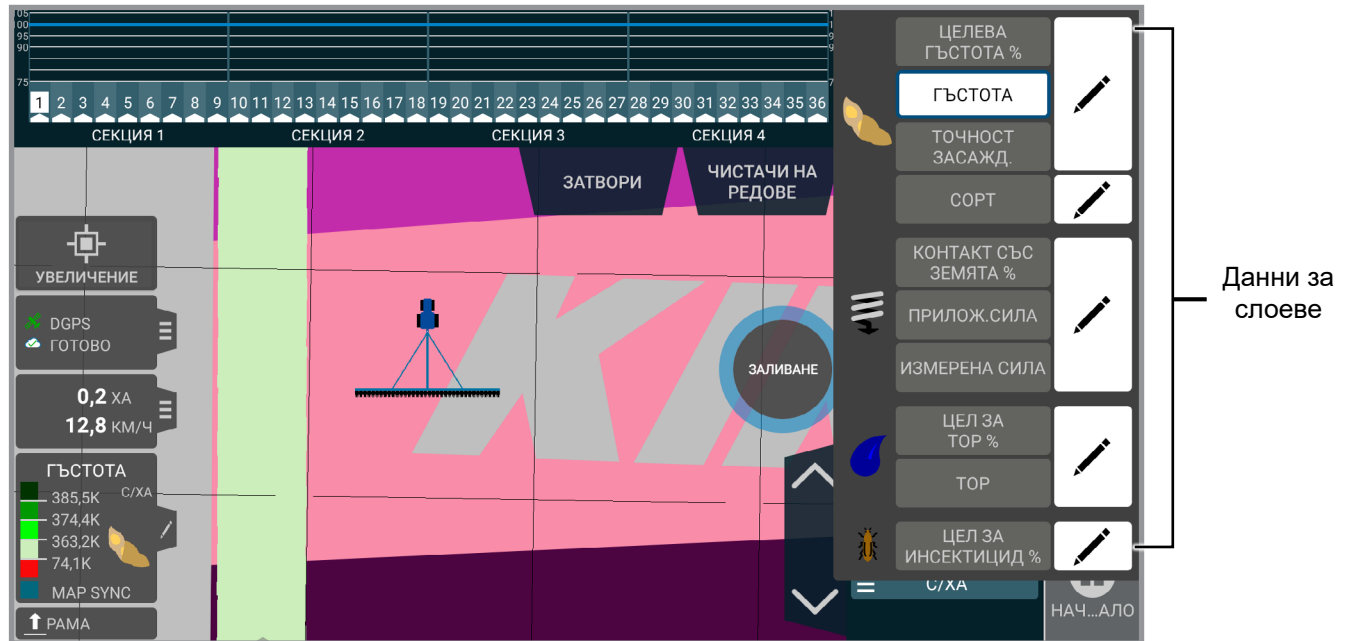 105
100
95
90
75
1 2 3 4 5 6 7 8 9 10 11 12 13 14 15 16 17 18 19 20 21 22 23 24 25 26 27 28 29 30 31 32 33 34 35 36
СЕКЦИЯ 1 СЕКЦИЯ 2 СЕКЦИЯ 3 СЕКЦИЯ 4
ЗАТВОРИ
ЧИСТАЧИ НА
РЕДОВЕ
УВЕЛИЧЕНИЕ
DGPS
ГОТОВО
0,2 ХА
12,8 КМ/Ч
ГЪСТОТА
С/ХА
385,5K
374,4K
363,2K
74,1K
MAP SYNC
РАМА
ЗАЛИВАНЕ
ЦЕЛЕВА
ГЪСТОТА %
ГЪСТОТА
ТОЧНОСТ
ЗАСАЖД.
СОРТ
КОНТАКТ СЪС
ЗЕМЯТА %
ПРИЛОЖ.СИЛА
ИЗМЕРЕНА СИЛА
ЦЕЛ ЗА
ТОР %
ТОР
ЦЕЛ ЗА
ИНСЕКТИЦИД %
С/ХА
НАЧ...АЛО
Данни за
слоеве